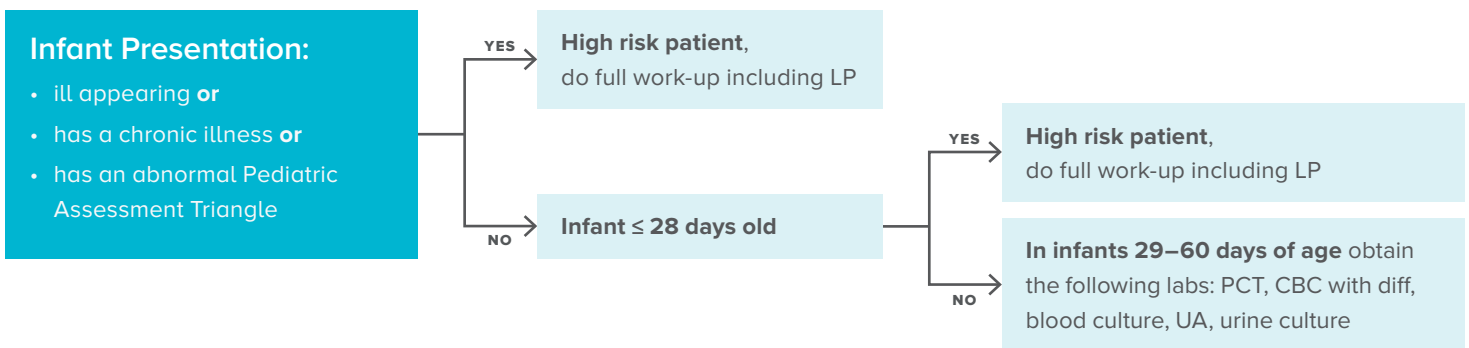 Infant Presentation:
• ill appearing or
• has a chronic illness or
• has an abnormal Pediatric
Assessment Triangle
YES
High risk patient,
do full work-up including LP
NO
Infant ≤ 28 days old
YES
High risk patient,
do full work-up including LP
NO
In infants 29–60 days of age obtain
the following labs: PCT, CBC with diff,
blood culture, UA, urine culture